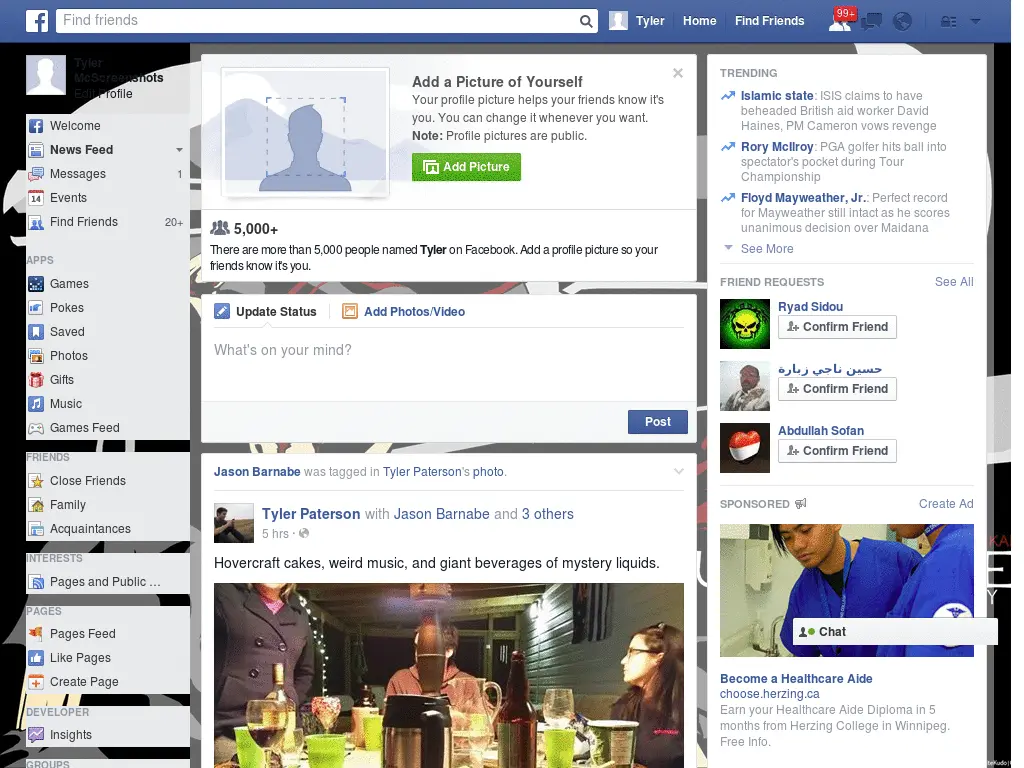 Find friends
Tyler
Home
Find Friends
99+
Tyler
McScreenshots
Edit Profile
Welcome
News Feed
Messages 1
14 Events
Find Friends 20+
APPS
Games
Pokes
Saved
Photos
Gifts
Music
Games Feed
FRIENDS
Close Friends
Family
Acquaintances
INTERESTS
Pages and Public ...
PAGES
Pages Feed
Like Pages
Create Page
DEVELOPER
Insights
GROUPS
Add a Picture of Yourself
Your profile picture helps your friends know it's
you. You can change it whenever you want.
Note: Profile pictures are public.
Add Picture
5,000+
There are more than 5,000 people named Tyler on Facebook. Add a profile picture so your
friends know it's you.
Update Status
Add Photos/Video
What's on your mind?
Post
Jason Barnabe was tagged in Tyler Paterson's photo.
Tyler Paterson with Jason Barnabe and 3 others
5 hrs ·
Hovercraft cakes, weird music, and giant beverages of mystery liquids.
TRENDING
Islamic state: ISIS claims to have
beheaded British aid worker David
Haines, PM Cameron vows revenge
Rory McIlroy: PGA golfer hits ball into
spectator's pocket during Tour
Championship
Floyd Mayweather, Jr.: Perfect record
for Mayweather still intact as he scores
unanimous decision over Maidana
See More
FRIEND REQUESTS See All
Ryad Sidou
Confirm Friend
حسين ناجي زبارة
Confirm Friend
Abdullah Sofan
Confirm Friend
SPONSORED Create Ad
Chat
Become a Healthcare Aide
choose.herzing.ca
Earn your Healthcare Aide Diploma in 5
months from Herzing College in Winnipeg.
Free Info.